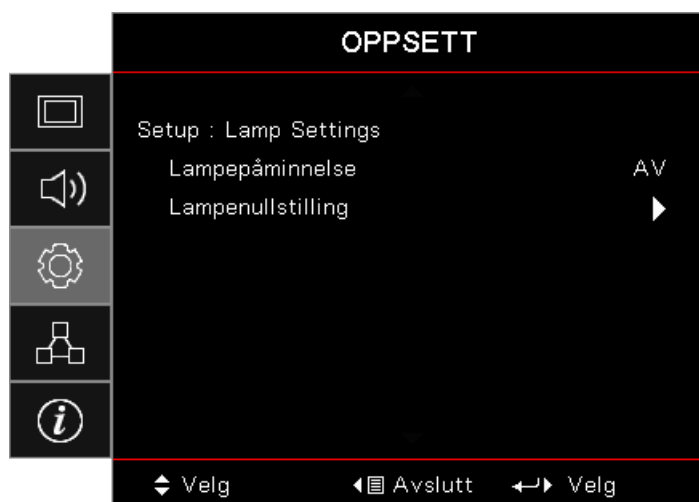 OPPSETT
Setup : Lamp Settings
Lampepåminnelse AV
Lampenullstilling
Velg Avslutt Velg